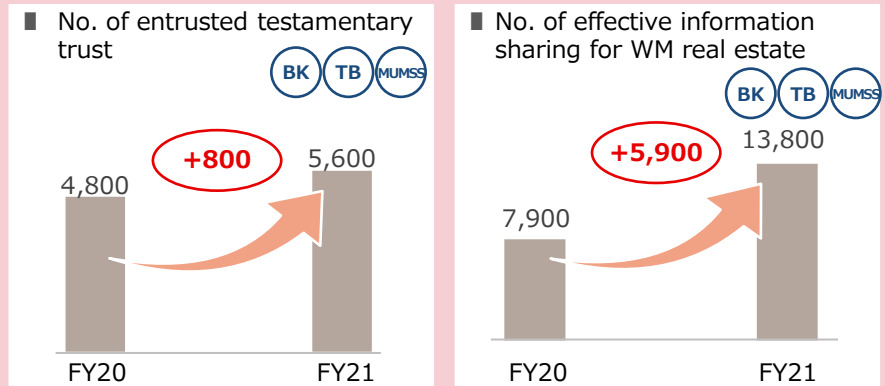 ■ No. of entrusted testamentary
trust
BK TB MUMSS
+800
4,800
5,600
FY20 FY21
■ No. of effective information
sharing for WM real estate
BK TB MUMSS
+5,900
7,900
13,800
FY20 FY21